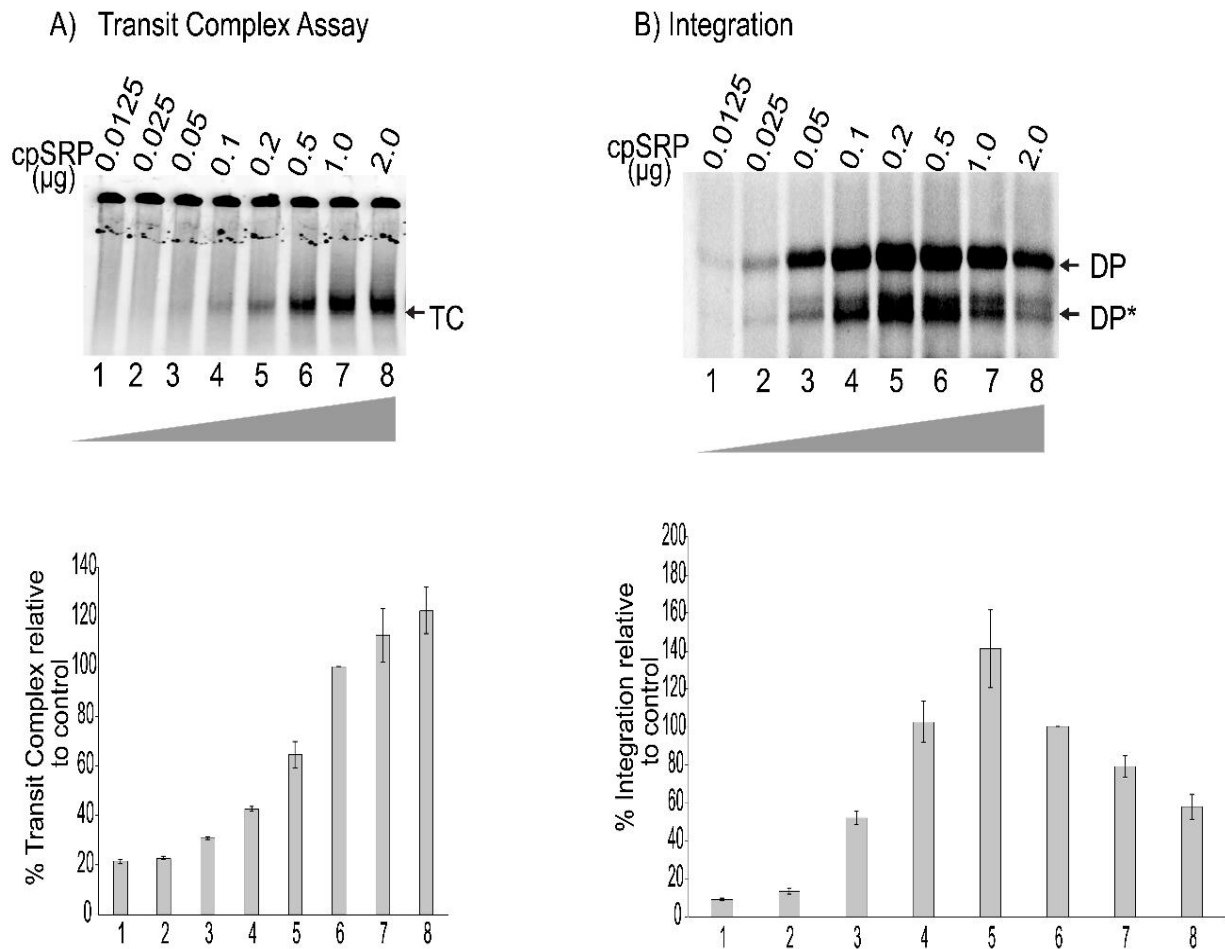 A) Transit Complex Assay
cpSRP
(µg)
0.0125 0.025 0.05 0.1 0.2 0.5 1.0 2.0
TC
1 2 3 4 5 6 7 8
% Transit Complex relative
to control
140
120
100
80
60
40
20
0
1 2 3 4 5 6 7 8
B) Integration
cpSRP
(µg)
0.0125 0.025 0.05 0.1 0.2 0.5 1.0 2.0
DP
DP*
1 2 3 4 5 6 7 8
% Integration relative
to control
200
180
160
140
120
100
80
60
40
20
0
1 2 3 4 5 6 7 8